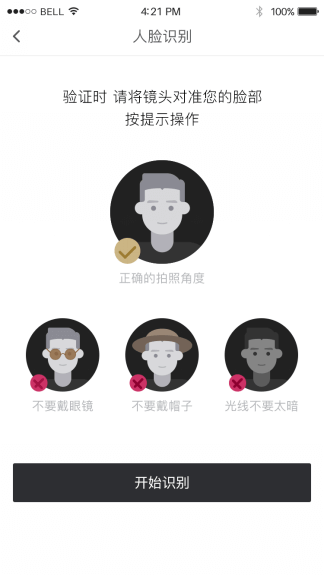 BELL 4:21 PM 100%
人脸识别
验证时 请将镜头对准您的脸部
按提示操作
正确的拍照角度
不要戴眼镜 不要戴帽子 光线不要太暗
开始识别